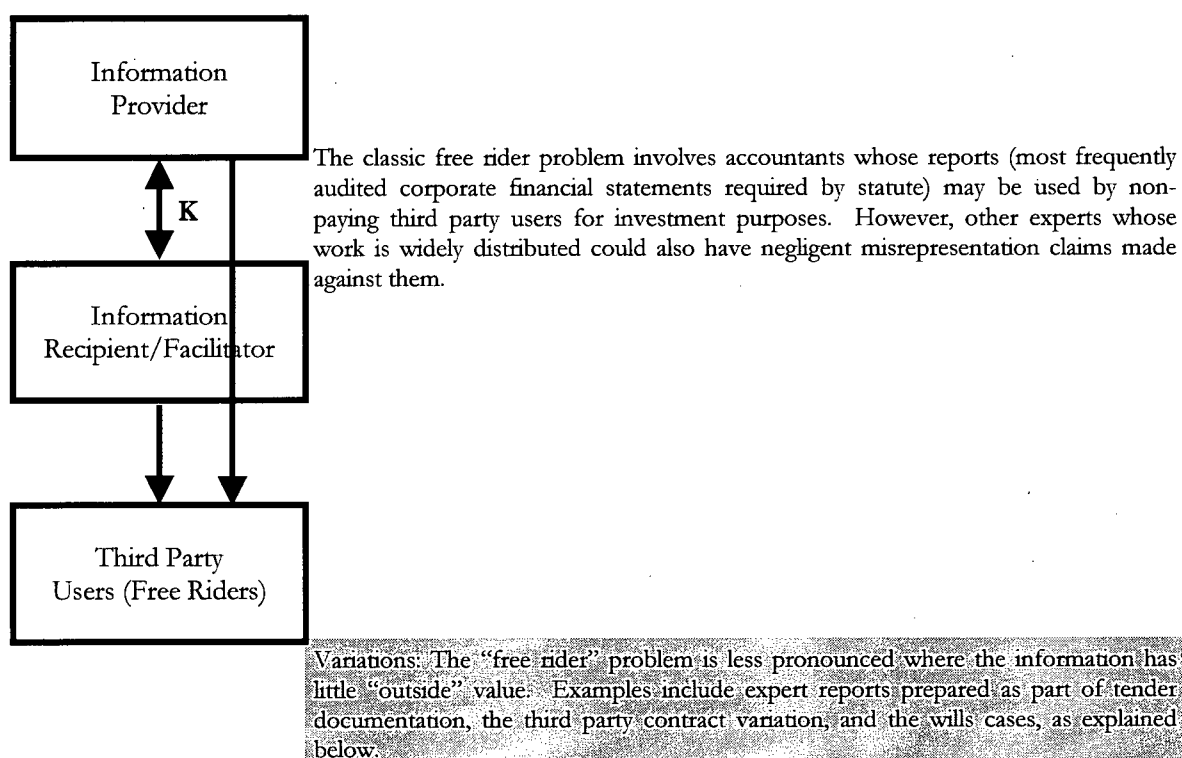 Information
Provider
K
The classic free rider problem involves accountants whose reports (most frequently
audited corporate financial statements required by statute) may be used by non-
paying third party users for investment purposes. However, other experts whose
work is widely distributed could also have negligent misrepresentation claims made
against them.
Information
Recipient/Facilitator
Third Party
Users (Free Riders)
Variations: The “free rider” problem is less pronounced where the information has
little “outside” value. Examples include expert reports prepared as part of tender
documentation, the third party contract variation, and the wills cases, as explained
below.